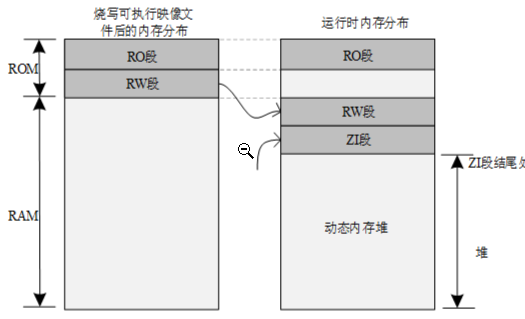 烧写可执行映像文
件后的内存分布
运行时内存分布
ROM
RO段
RW段
RAM
RO段
RW段
ZI段
ZI段结尾处
动态内存堆
堆